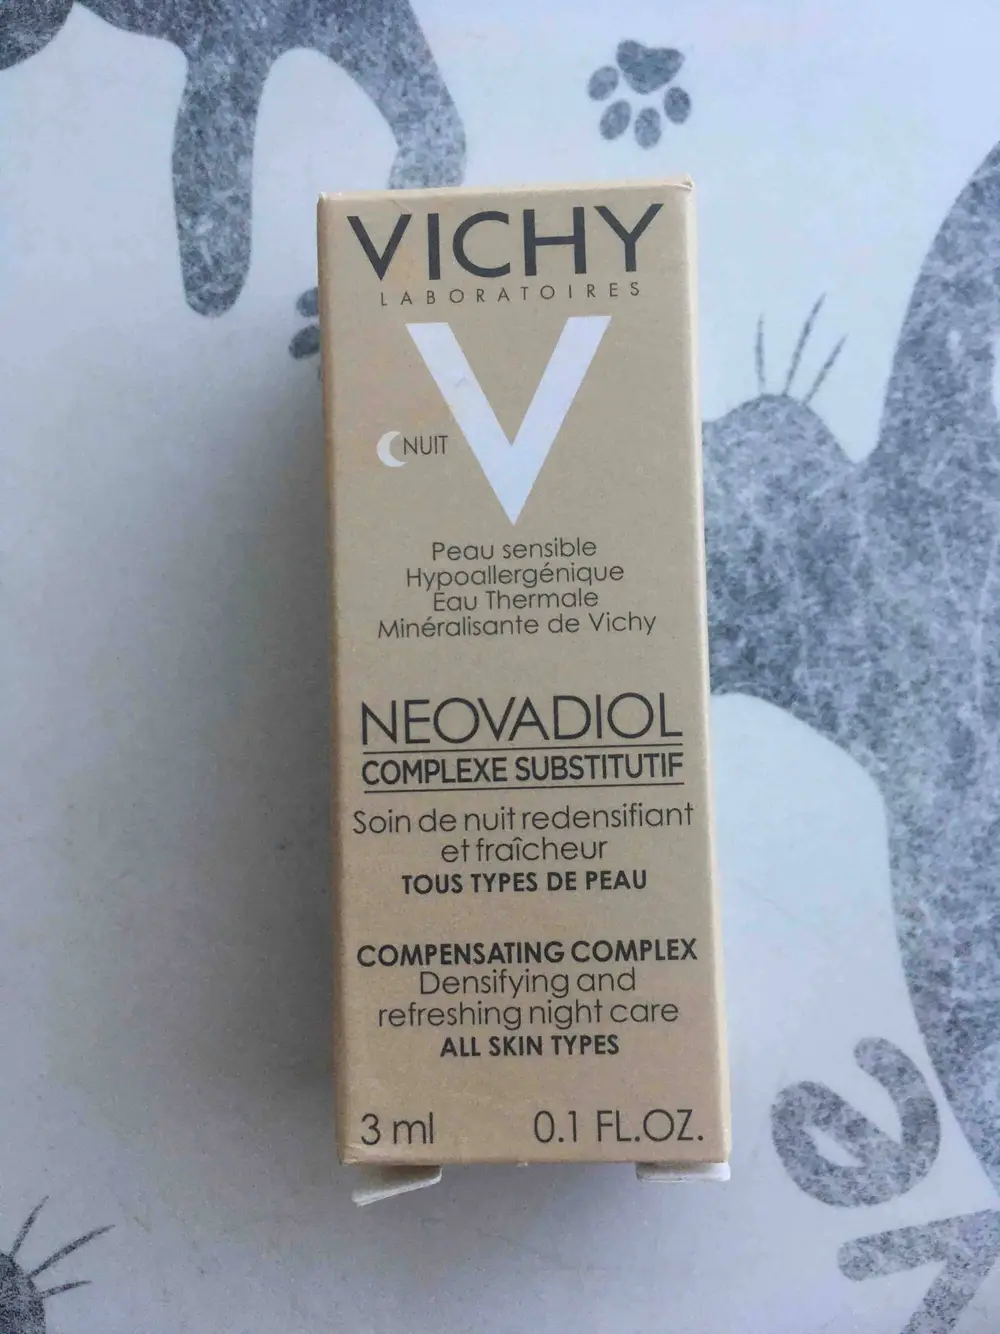 VICHY
LABORATOIRES
V
NUIT
Peau sensible
Hypoallergénique
Eau Thermale
Minéralisante de Vichy
NEOVADIOL
COMPLEXE SUBSTITUTIF
Soin de nuit redensifiant
et fraîcheur
TOUS TYPES DE PEAU
COMPENSATING COMPLEX
Densifying and
refreshing night care
ALL SKIN TYPES
3 ml 0.1 FL.OZ.